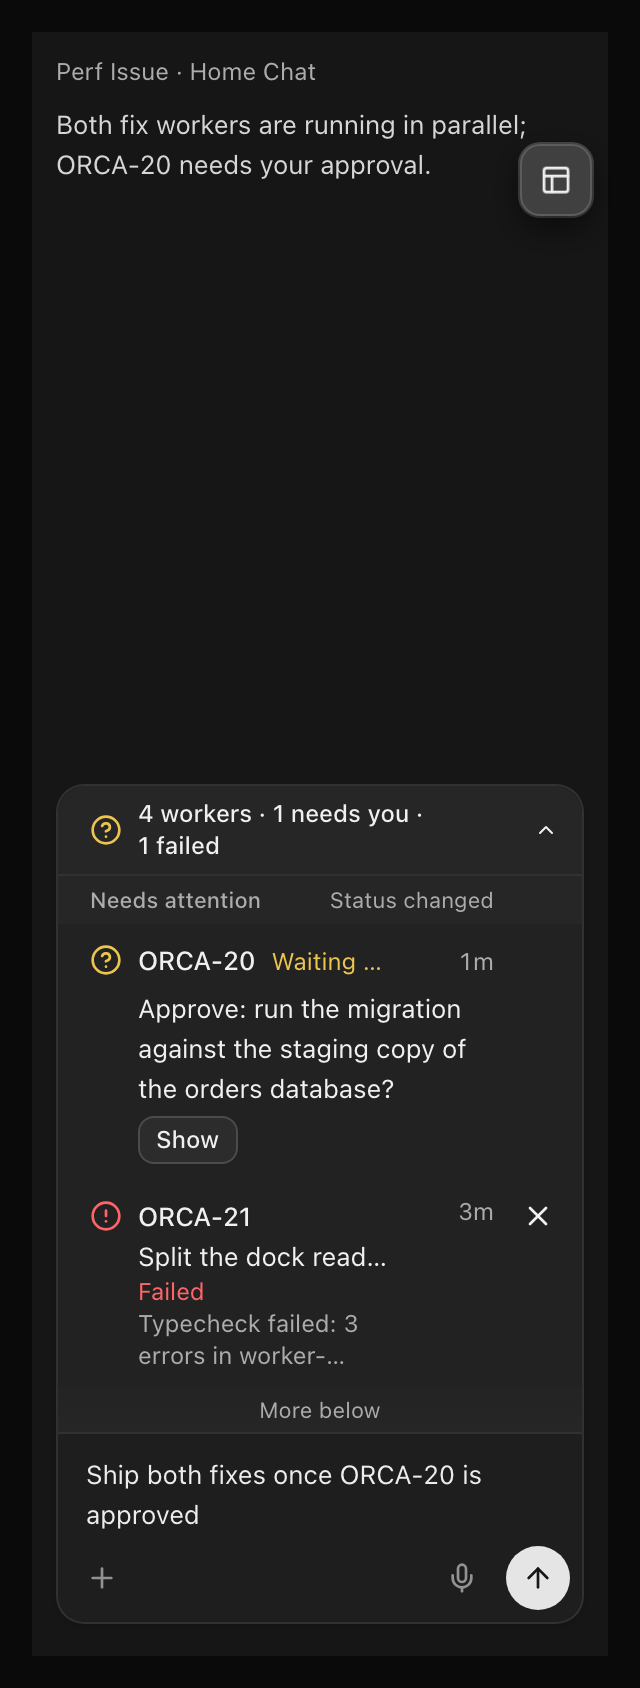 Perf Issue · Home Chat
Both fix workers are running in parallel;
ORCA-20 needs your approval.
4 workers · 1 needs you ·
1 failed
Needs attention Status changed
ORCA-20 Waiting ... 1m
Approve: run the migration
against the staging copy of
the orders database?
Show
ORCA-21 3m
Split the dock read...
Failed
Typecheck failed: 3
errors in worker-...
More below
Ship both fixes once ORCA-20 is
approved